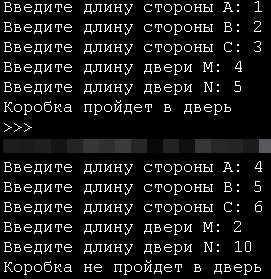 Введите длину стороны A: 1
Введите длину стороны B: 2
Введите длину стороны C: 3
Введите длину двери M: 4
Введите длину двери N: 5
Коробка пройдет в дверь
>>>
Введите длину стороны A: 4
Введите длину стороны B: 5
Введите длину стороны C: 6
Введите длину двери M: 2
Введите длину двери N: 10
Коробка не пройдет в дверь